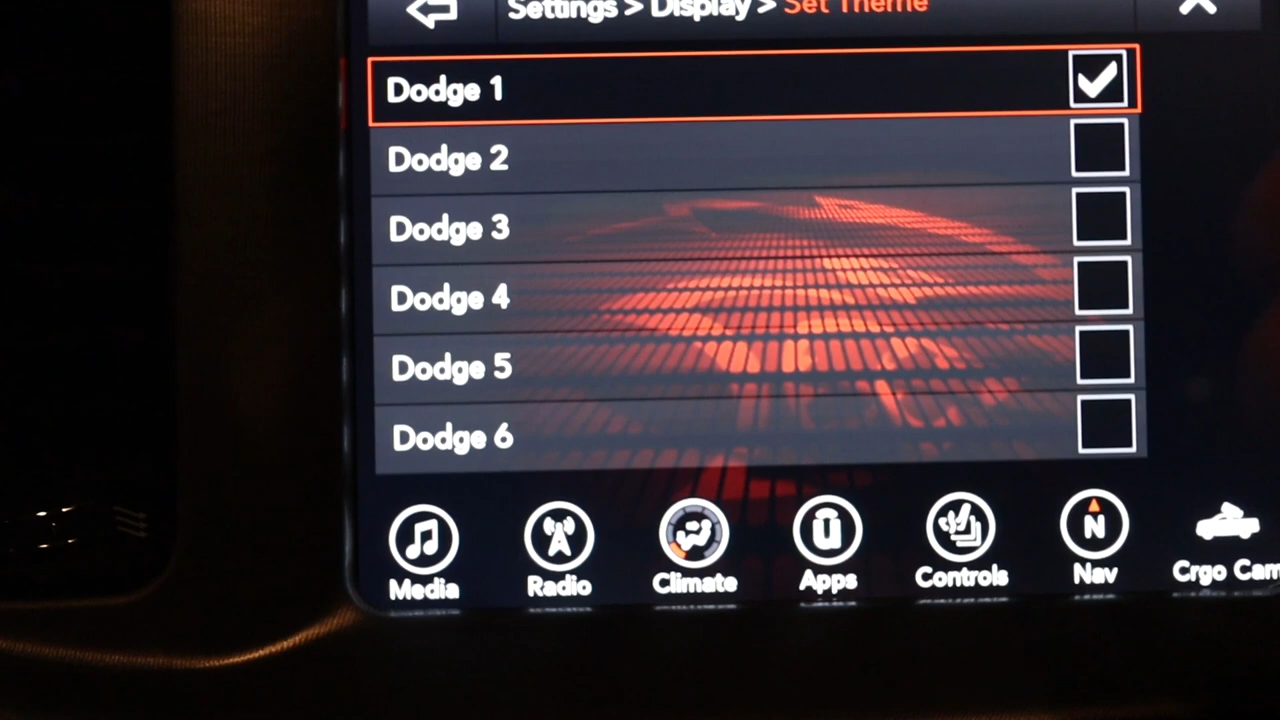 Settings > Display > Set Theme
Dodge 1
Dodge 2
Dodge 3
Dodge 4
Dodge 5
Dodge 6
Media Radio Climate Apps Controls Nav Crgo Cam
N